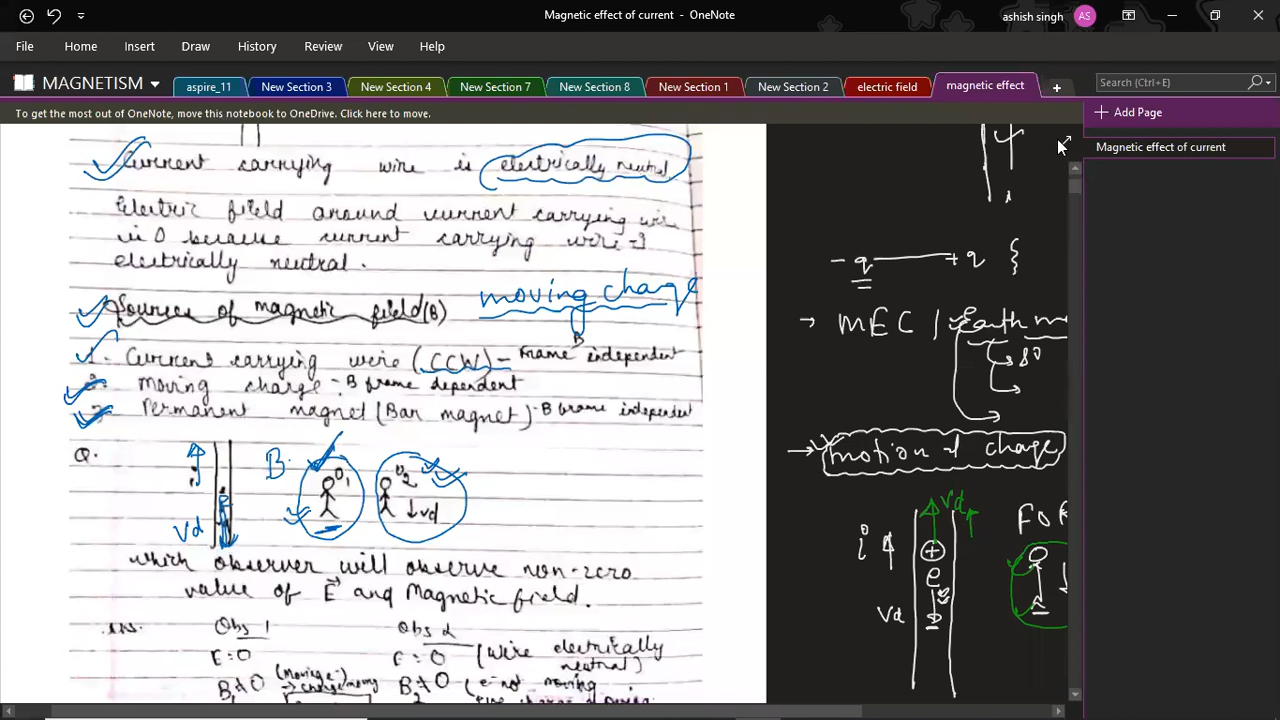 Magnetic effect of current - OneNote
ashish singh AS
File Home Insert Draw History Review View Help
MAGNETISM
aspire_11 New Section 3 New Section 4 New Section 7 New Section 8 New Section 1 New Section 2 electric field magnetic effect
Search (Ctrl+E)
To get the most out of OneNote, move this notebook to OneDrive. Click here to move.
Add Page
Magnetic effect of current
Current carrying wire is electrically neutral
Electric field around current carrying wire
is 0 because current carrying wire is
electrically neutral.
Sources of magnetic field (B) moving charge
B
1. Current carrying wire (CCW) - Frame independent
2. Moving charge - B frame dependent
3. Permanent magnet (Bar magnet) - B frame independent
Q.
i
Vd
e
B
O1
O2
↓vd
which observer will observe non-zero
value of E⃗ and Magnetic field.
Ans. Obs 1 Obs 2
E=0 E=0 (wire electrically
neutral)
B1≠0 B2≠0 (e- not moving
- q + q }
→ MEC | Earth m
→ motion of charge
i
Vd
+
e
Vd
FOR